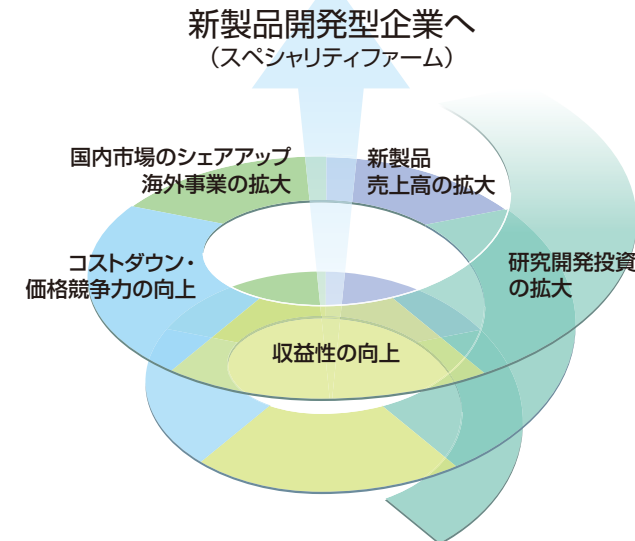 新製品開発型企業へ
（スペシャリティファーム）
国内市場のシェアアップ
海外事業の拡大
新製品
売上高の拡大
コストダウン・
価格競争力の向上
研究開発投資
の拡大
収益性の向上